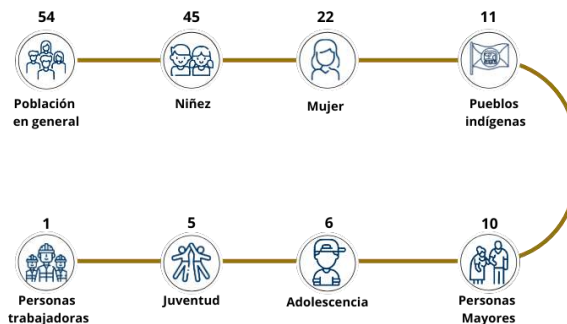 54
45
22
11
Población
en general
Niñez
Mujer
Pueblos
indígenas
1
5
6
10
Personas
trabajadoras
Juventud
Adolescencia
Personas
Mayores